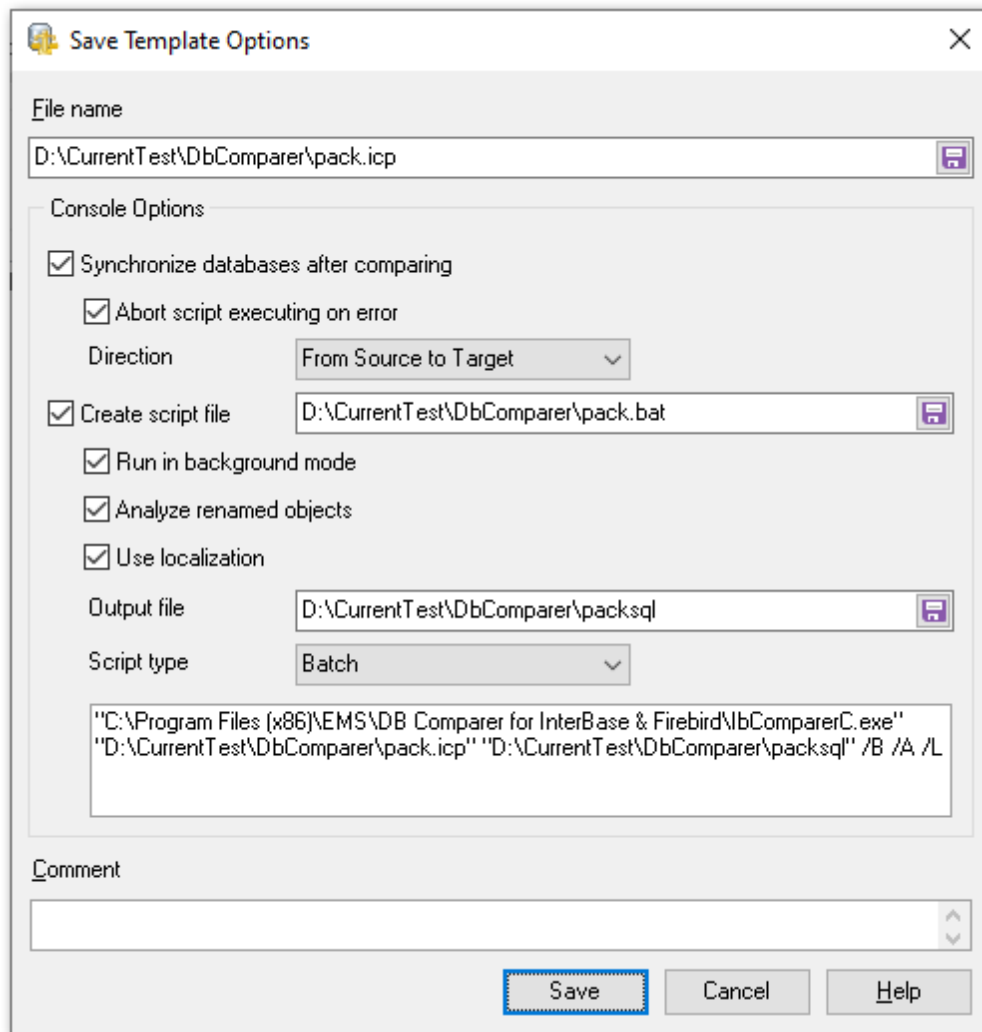 Save Template Options
File name
D:\CurrentTest\DbComparer\pack.icp
Console Options
Synchronize databases after comparing
Abort script executing on error
Direction From Source to Target
Create script file D:\CurrentTest\DbComparer\pack.bat
Run in background mode
Analyze renamed objects
Use localization
Output file D:\CurrentTest\DbComparer\packsql
Script type Batch
"C:\Program Files (x86)\EMS\DB Comparer for InterBase & Firebird\IbComparerC.exe"
"D:\CurrentTest\DbComparer\pack.icp" "D:\CurrentTest\DbComparer\packsql" /B /A /L
Comment
Save Cancel Help